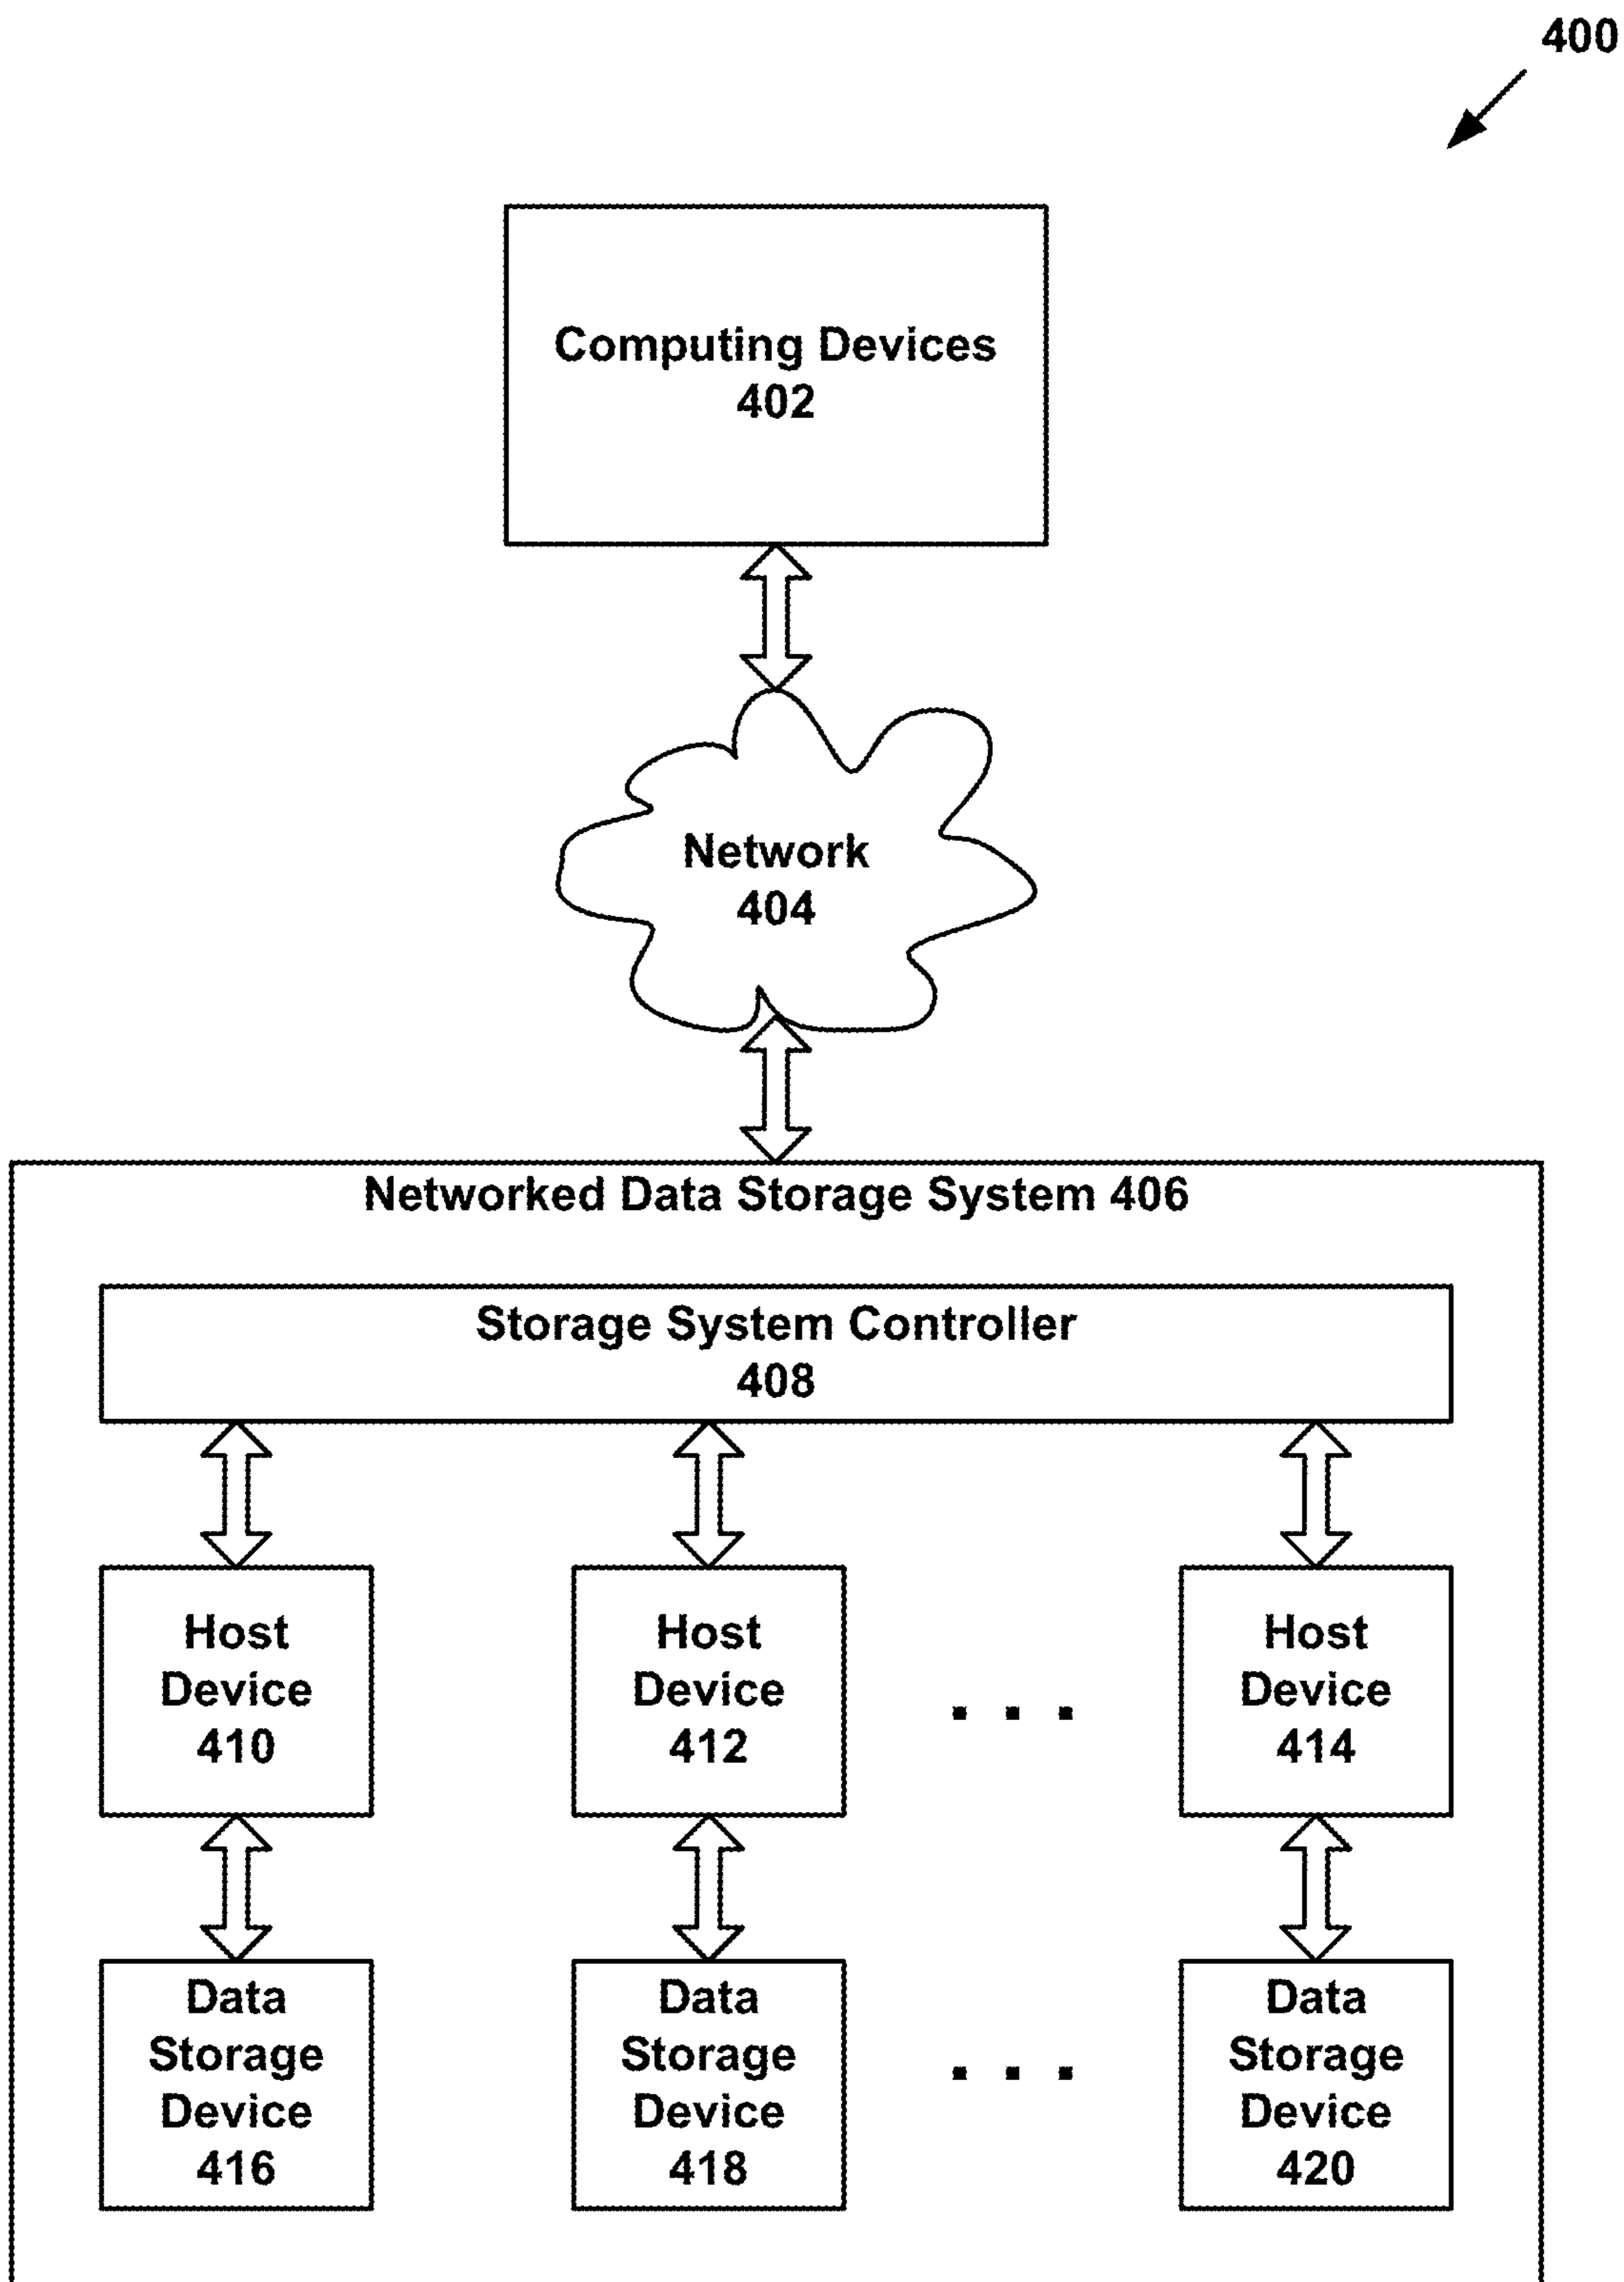 400
Computing Devices
402
Network
404
Networked Data Storage System 406
Storage System Controller
408
Host
Device
410
Host
Device
412
. . .
Host
Device
414
Data
Storage
Device
416
Data
Storage
Device
418
. . .
Data
Storage
Device
420